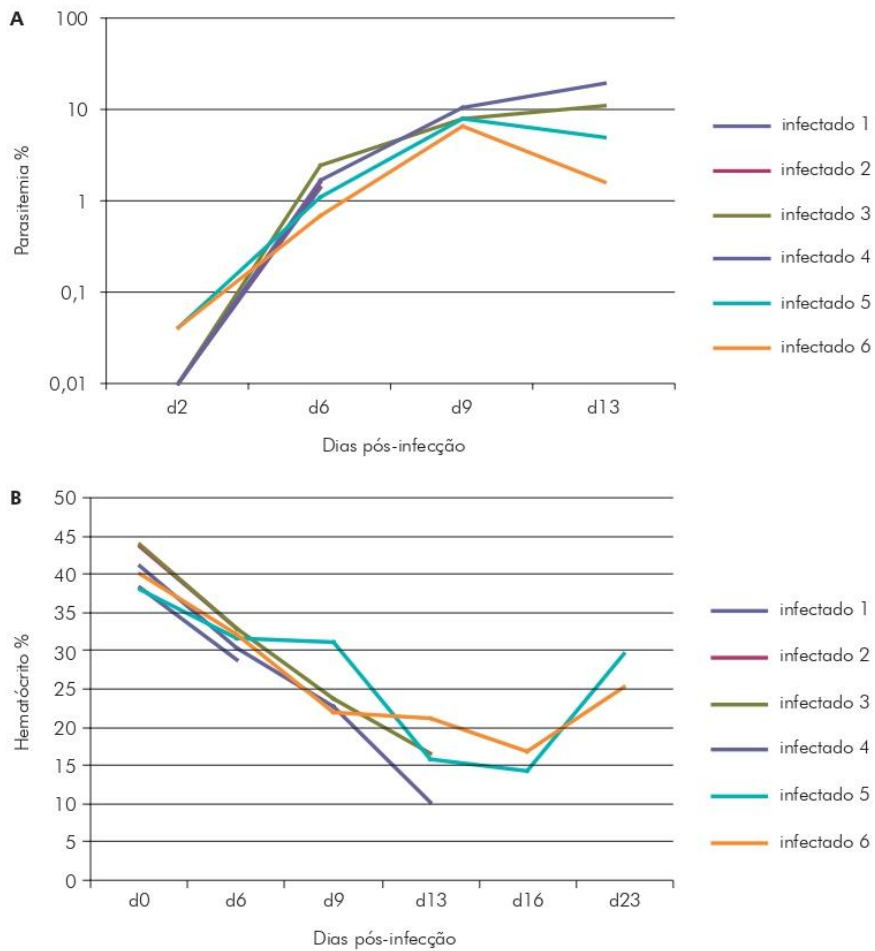 A
100
10
1
0,1
0,01
Parasitemia %
d2 d6 d9 d13
Dias pós-infecção
infectado 1
infectado 2
infectado 3
infectado 4
infectado 5
infectado 6
B
50
45
40
35
30
25
20
15
10
5
0
Hematócrito %
d0 d6 d9 d13 d16 d23
Dias pós-infecção
infectado 1
infectado 2
infectado 3
infectado 4
infectado 5
infectado 6